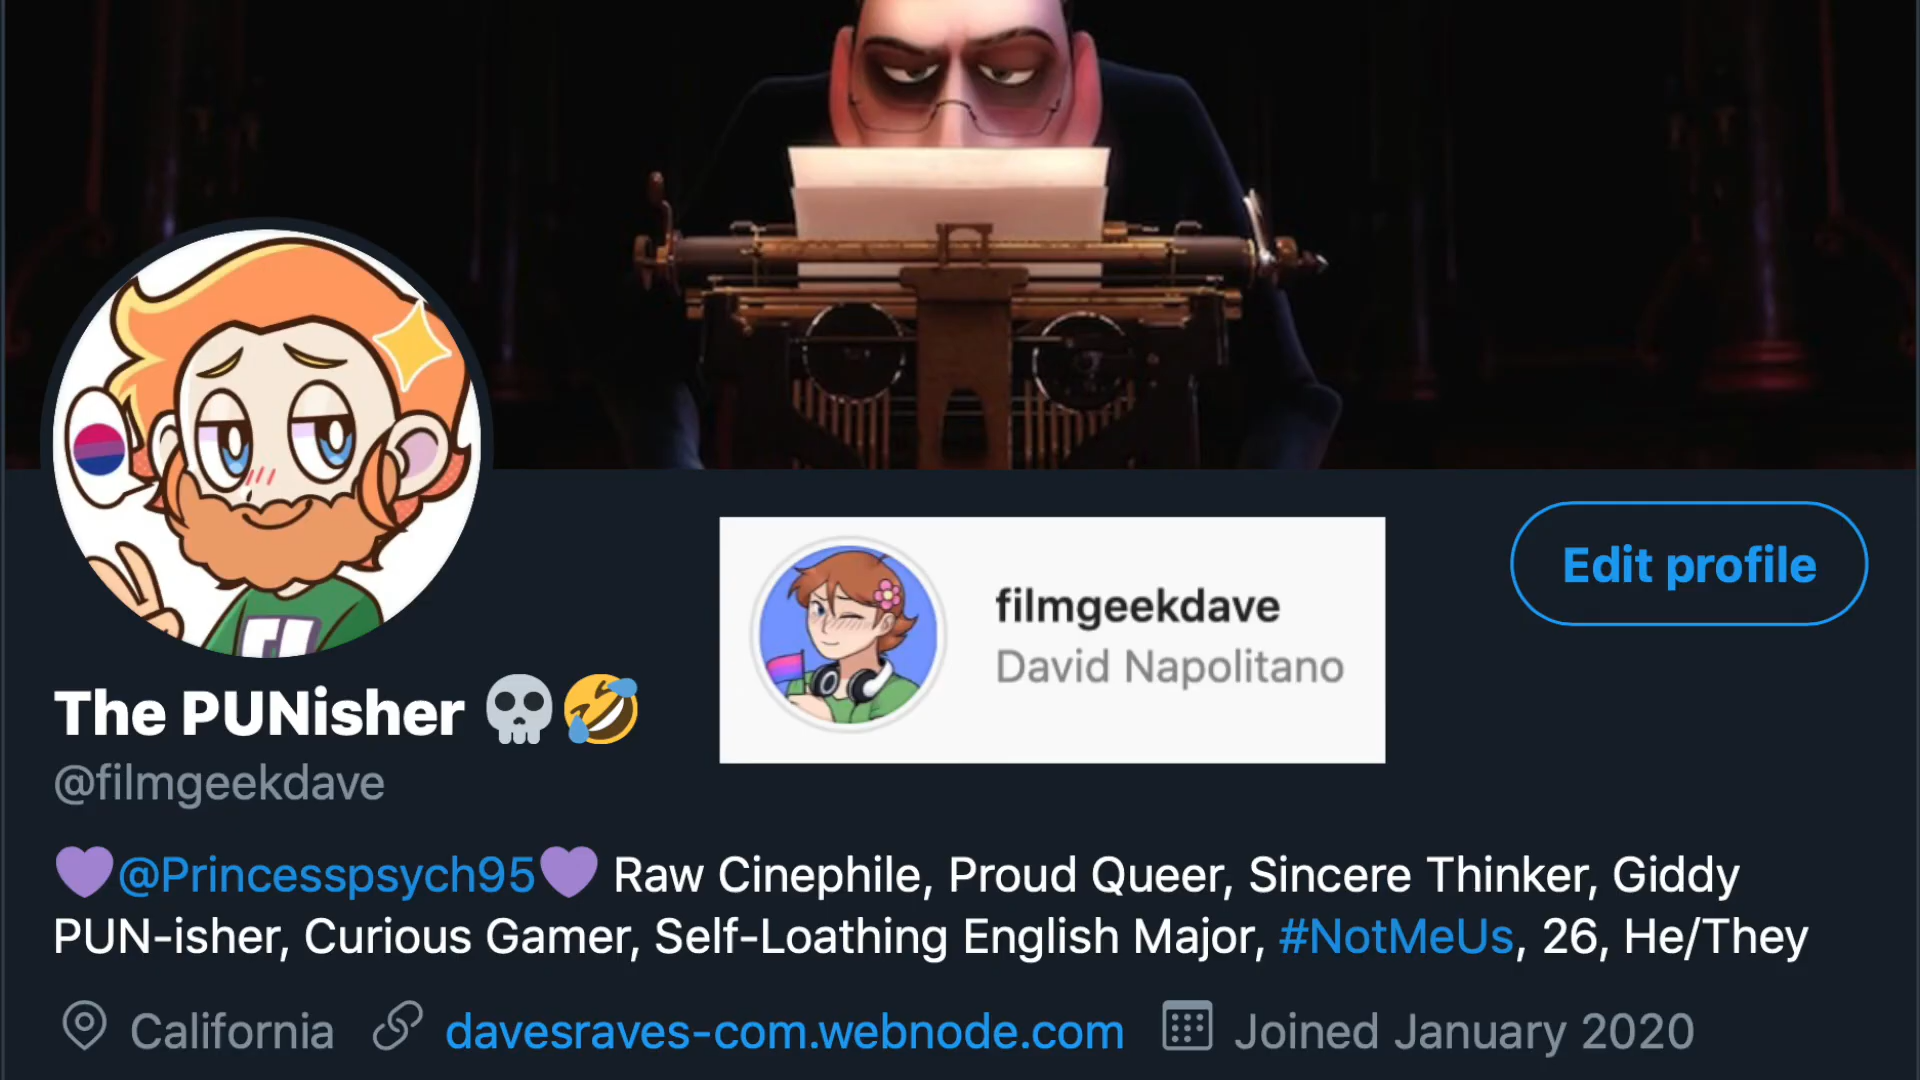 filmgeekdave
David Napolitano
Edit profile
The PUNisher 💀🤣
@filmgeekdave
💜@Princesspsych95💜 Raw Cinephile, Proud Queer, Sincere Thinker, Giddy
PUN-isher, Curious Gamer, Self-Loathing English Major, #NotMeUs, 26, He/They
California davesraves-com.webnode.com Joined January 2020